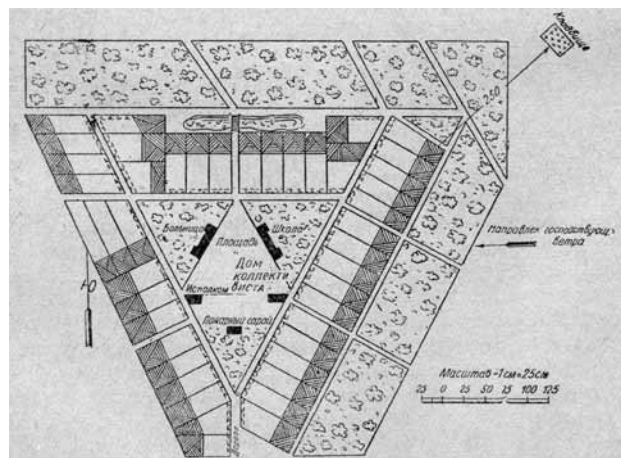 Кладбище
250
Больница
Школа
Площадь
Дом
коллекти
виста
Исполком
Пожарный сарай
Ю
Направлен господствующ.
ветра
Масштаб-1см=25см
25 0 25 50 75 100 125